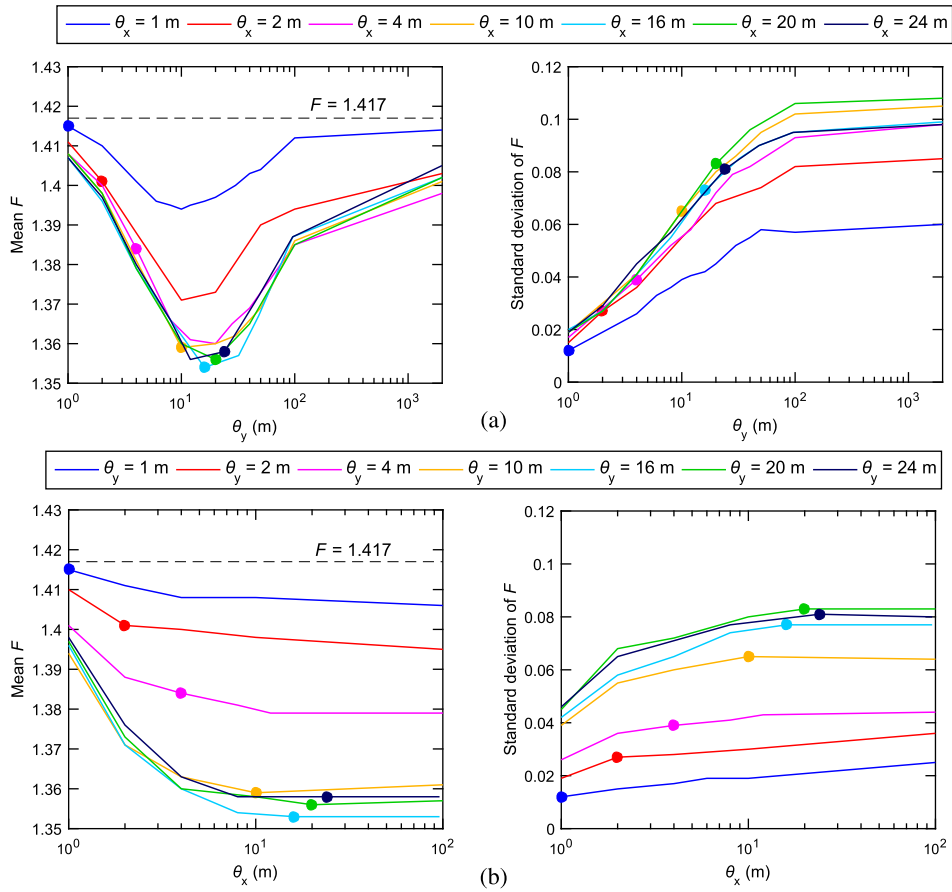 θx = 1 m θx = 2 m θx = 4 m θx = 10 m θx = 16 m θx = 20 m θx = 24 m
1.43
1.42
1.41
1.4
1.39
1.38
1.37
1.36
1.35
Mean F
F = 1.417
10^0 10^1 10^2 10^3
θy (m)
0.12
0.1
0.08
0.06
0.04
0.02
0
Standard deviation of F
10^0 10^1 10^2 10^3
θy (m)
(a)
θy = 1 m θy = 2 m θy = 4 m θy = 10 m θy = 16 m θy = 20 m θy = 24 m
1.43
1.42
1.41
1.4
1.39
1.38
1.37
1.36
1.35
Mean F
F = 1.417
10^0 10^1 10^2
θx (m)
0.12
0.1
0.08
0.06
0.04
0.02
0
Standard deviation of F
10^0 10^1 10^2
θx (m)
(b)